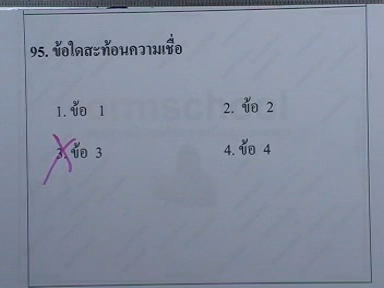 95. ข้อใดสะท้อนความเชื่อ
1. ข้อ 1
2. ข้อ 2
3. ข้อ 3
4. ข้อ 4